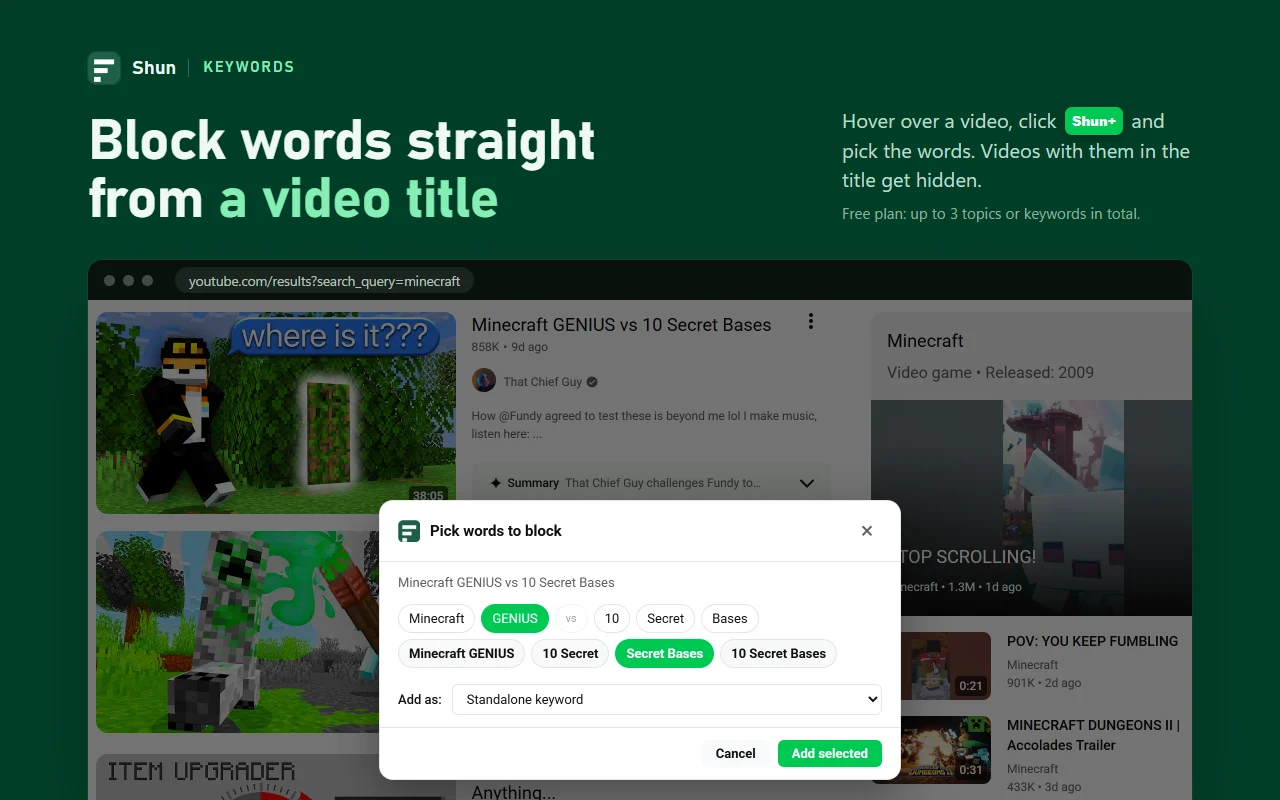 Shun | KEYWORDS
Block words straight
from a video title
Hover over a video, click Shun+ and
pick the words. Videos with them in the
title get hidden.
Free plan: up to 3 topics or keywords in total.
youtube.com/results?search_query=minecraft
where is it???
38:05
Minecraft GENIUS vs 10 Secret Bases
858K • 9d ago
That Chief Guy
How @Fundy agreed to test these is beyond me lol I make music,
listen here: ...
Summary That Chief Guy challenges Fundy to...
Minecraft
Video game • Released: 2009
TOP SCROLLING!
necraft • 1.3M • 1d ago
Pick words to block
Minecraft GENIUS vs 10 Secret Bases
Minecraft GENIUS vs 10 Secret Bases
Minecraft GENIUS 10 Secret Secret Bases 10 Secret Bases
Add as: Standalone keyword
Cancel Add selected
0:21
POV: YOU KEEP FUMBLING
Minecraft
901K • 2d ago
0:31
MINECRAFT DUNGEONS II |
Accolades Trailer
Minecraft
433K • 3d ago
ITEM UPGRADER
Anything...